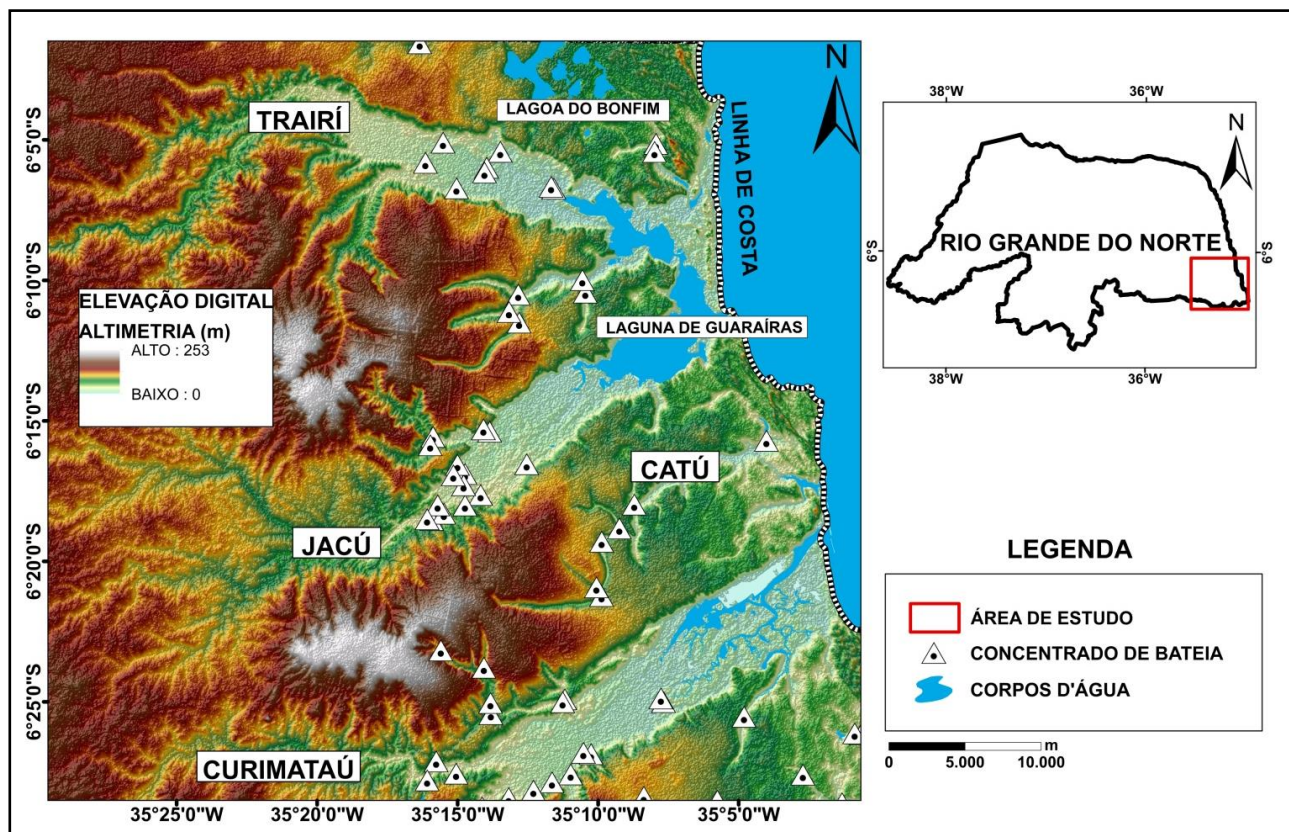 N
TRAIRÍ
LAGOA DO BONFIM
LINHA DE COSTA
ELEVAÇÃO DIGITAL
ALTIMETRIA (m)
ALTO : 253
BAIXO : 0
LAGUNA DE GUARAÍRAS
CATÚ
JACÚ
CURIMATAÚ
6°5'0"S
6°10'0"S
6°15'0"S
6°20'0"S
6°25'0"S
35°25'0"W
35°20'0"W
35°15'0"W
35°10'0"W
35°5'0"W
38°W
36°W
N
6°S
RIO GRANDE DO NORTE
6°S
38°W
36°W
LEGENDA
ÁREA DE ESTUDO
CONCENTRADO DE BATEIA
CORPOS D'ÁGUA
m
0
5.000
10.000